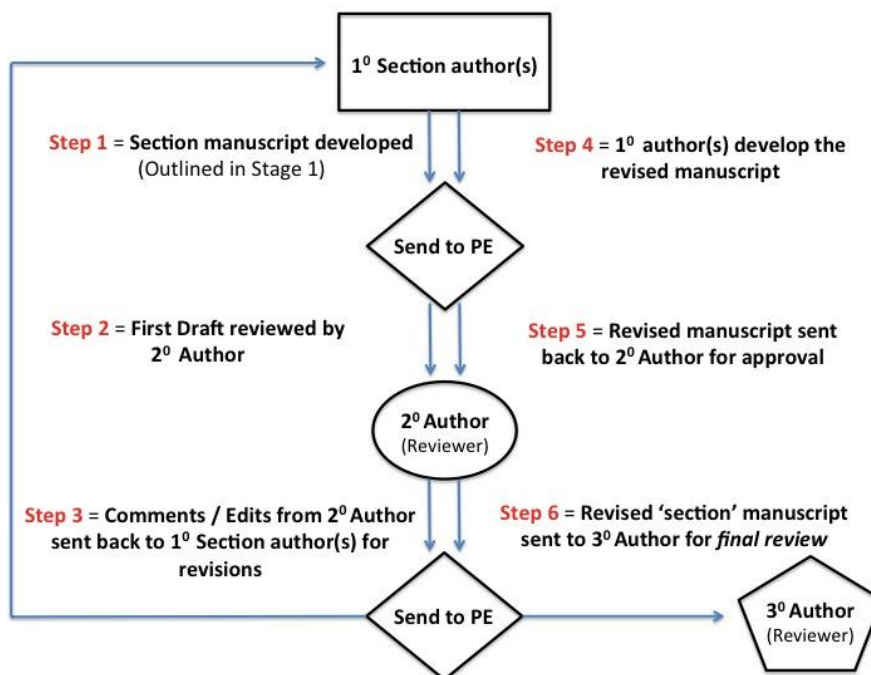 1⁰ Section author(s)
Step 1 = Section manuscript developed
(Outlined in Stage 1)
Step 4 = 1⁰ author(s) develop the
revised manuscript
Send to PE
Step 2 = First Draft reviewed by
2⁰ Author
Step 5 = Revised manuscript sent
back to 2⁰ Author for approval
2⁰ Author
(Reviewer)
Step 3 = Comments / Edits from 2⁰ Author
sent back to 1⁰ Section author(s) for
revisions
Step 6 = Revised ‘section’ manuscript
sent to 3⁰ Author for final review
Send to PE
3⁰ Author
(Reviewer)